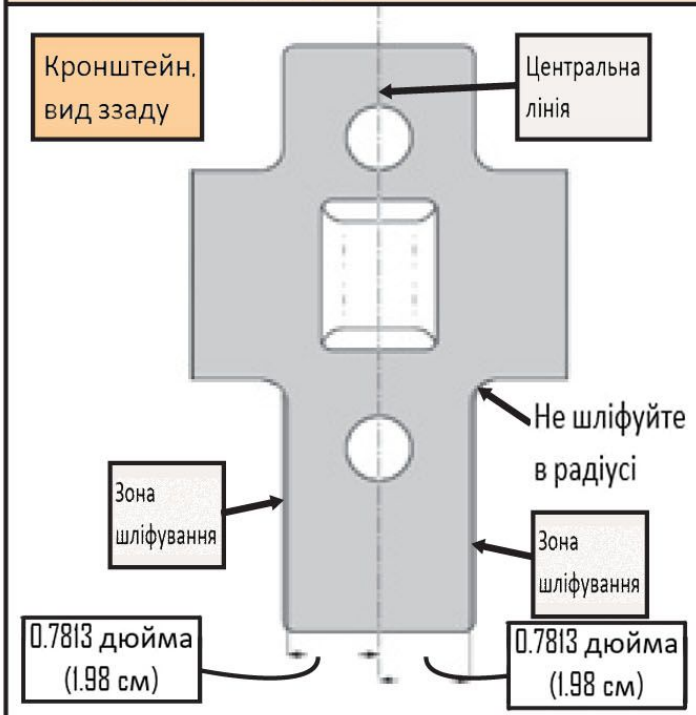 Кронштейн,
вид ззаду
Центральна
лінія
Не шліфуйте
в радіусі
Зона
шліфування
Зона
шліфування
0.7813 дюйма
(1.98 см)
0.7813 дюйма
(1.98 см)